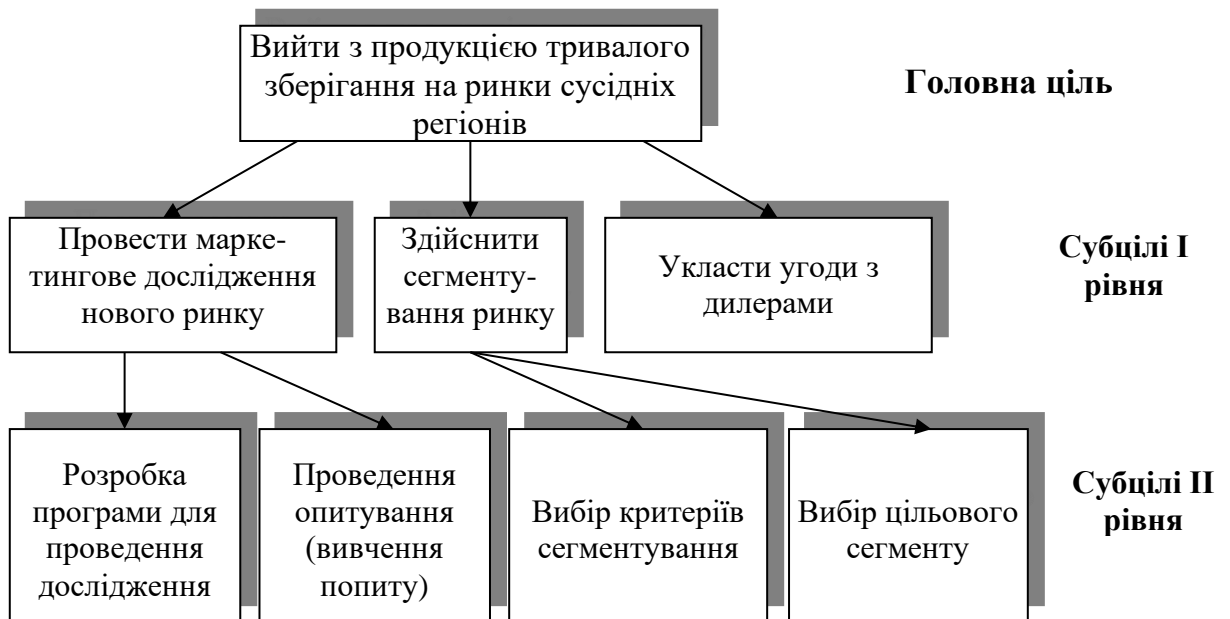 Вийти з продукцією тривалого
зберігання на ринки сусідніх
регіонів
Головна ціль
Провести марке-
тингове дослідження
нового ринку
Здійснити
сегменту-
вання ринку
Укласти угоди з
дилерами
Субцілі І
рівня
Розробка
програми для
проведення
дослідження
Проведення
опитування
(вивчення
попиту)
Вибір критеріїв
сегментування
Вибір цільового
сегменту
Субцілі ІІ
рівня